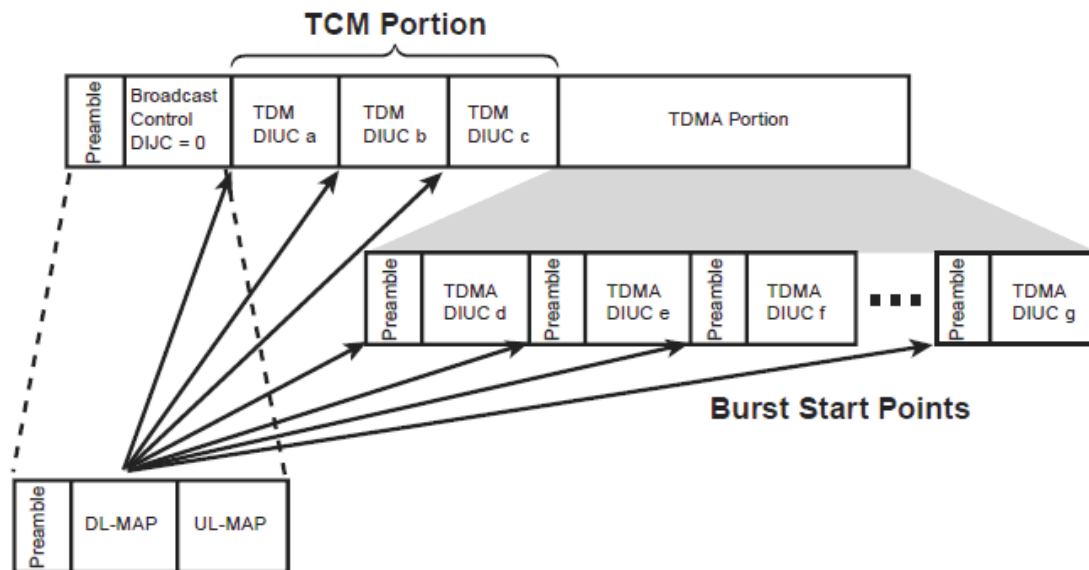 TCM Portion
Preamble
Broadcast
Control
DIJC = 0
TDM
DIUC a
TDM
DIUC b
TDM
DIUC c
TDMA Portion
Preamble
TDMA
DIUC d
Preamble
TDMA
DIUC e
Preamble
TDMA
DIUC f
Preamble
TDMA
DIUC g
Burst Start Points
Preamble
DL-MAP
UL-MAP